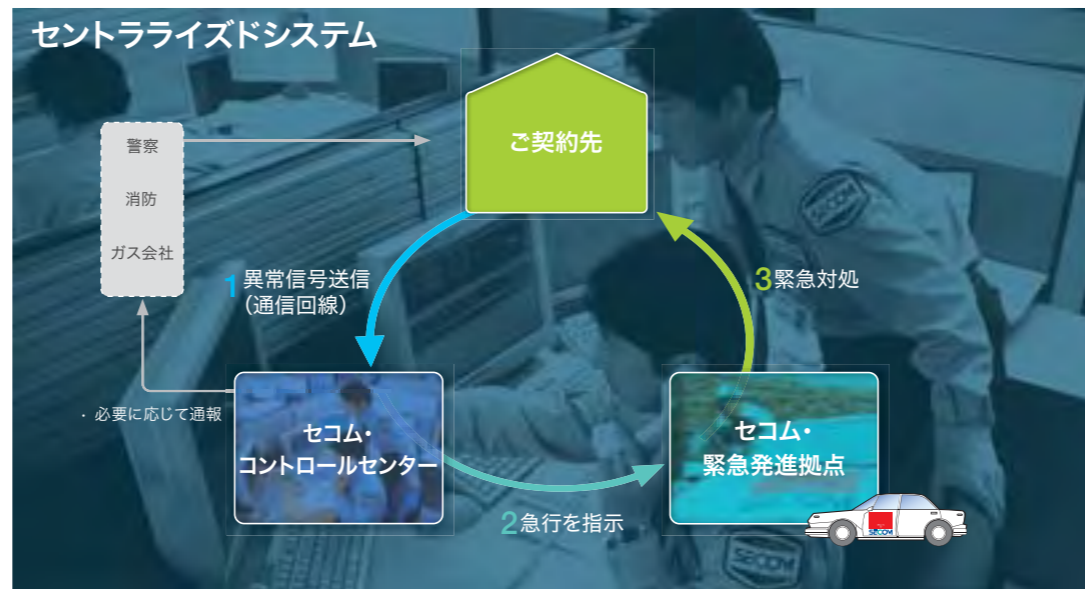 セントラライズドシステム
ご契約先
警察
消防
ガス会社
1 異常信号送信
（通信回線）
3 緊急対処
・ 必要に応じて通報
セコム・
コントロールセンター
セコム・
緊急発進拠点
2 急行を指示
SECOM
SECOM
SECOM